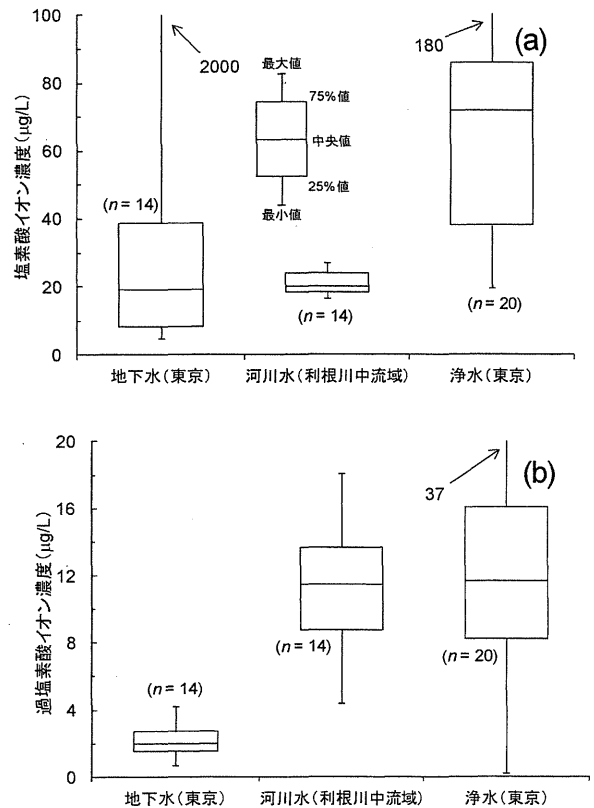 塩素酸イオン濃度(μg/L)
100
80
60
40
20
0
2000
(n = 14)
最大値
75%値
中央値
25%値
最小値
(n = 14)
180
(a)
(n = 20)
地下水(東京)
河川水(利根川中流域)
浄水(東京)
過塩素酸イオン濃度(μg/L)
20
16
12
8
4
0
(n = 14)
(n = 14)
37
(b)
(n = 20)
地下水(東京)
河川水(利根川中流域)
浄水(東京)